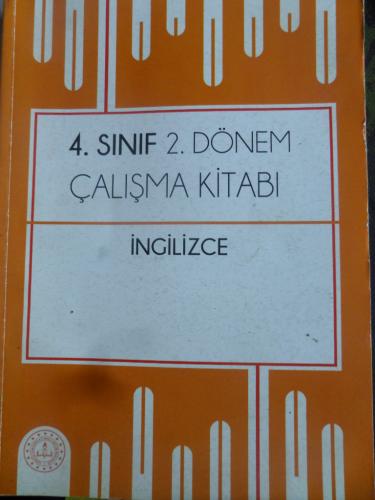 4. SINIF 2. DÖNEM
ÇALIŞMA KİTABI
İNGİLİZCE